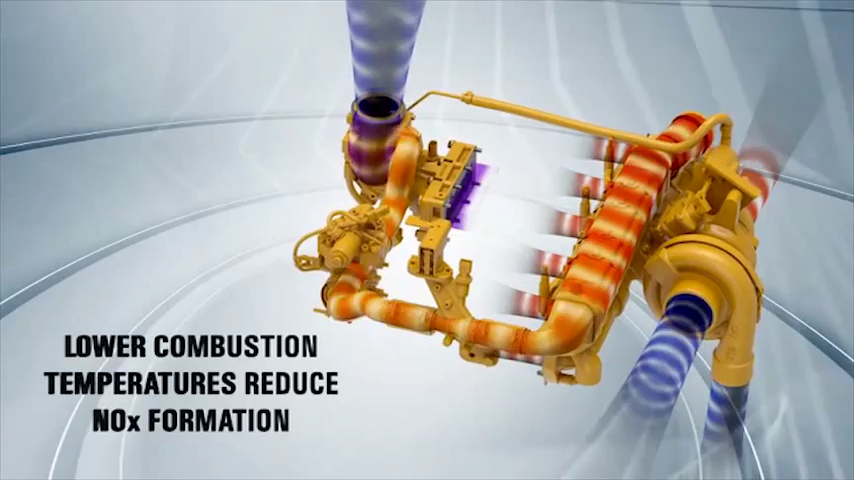 LOWER COMBUSTION
TEMPERATURES REDUCE
NOx FORMATION